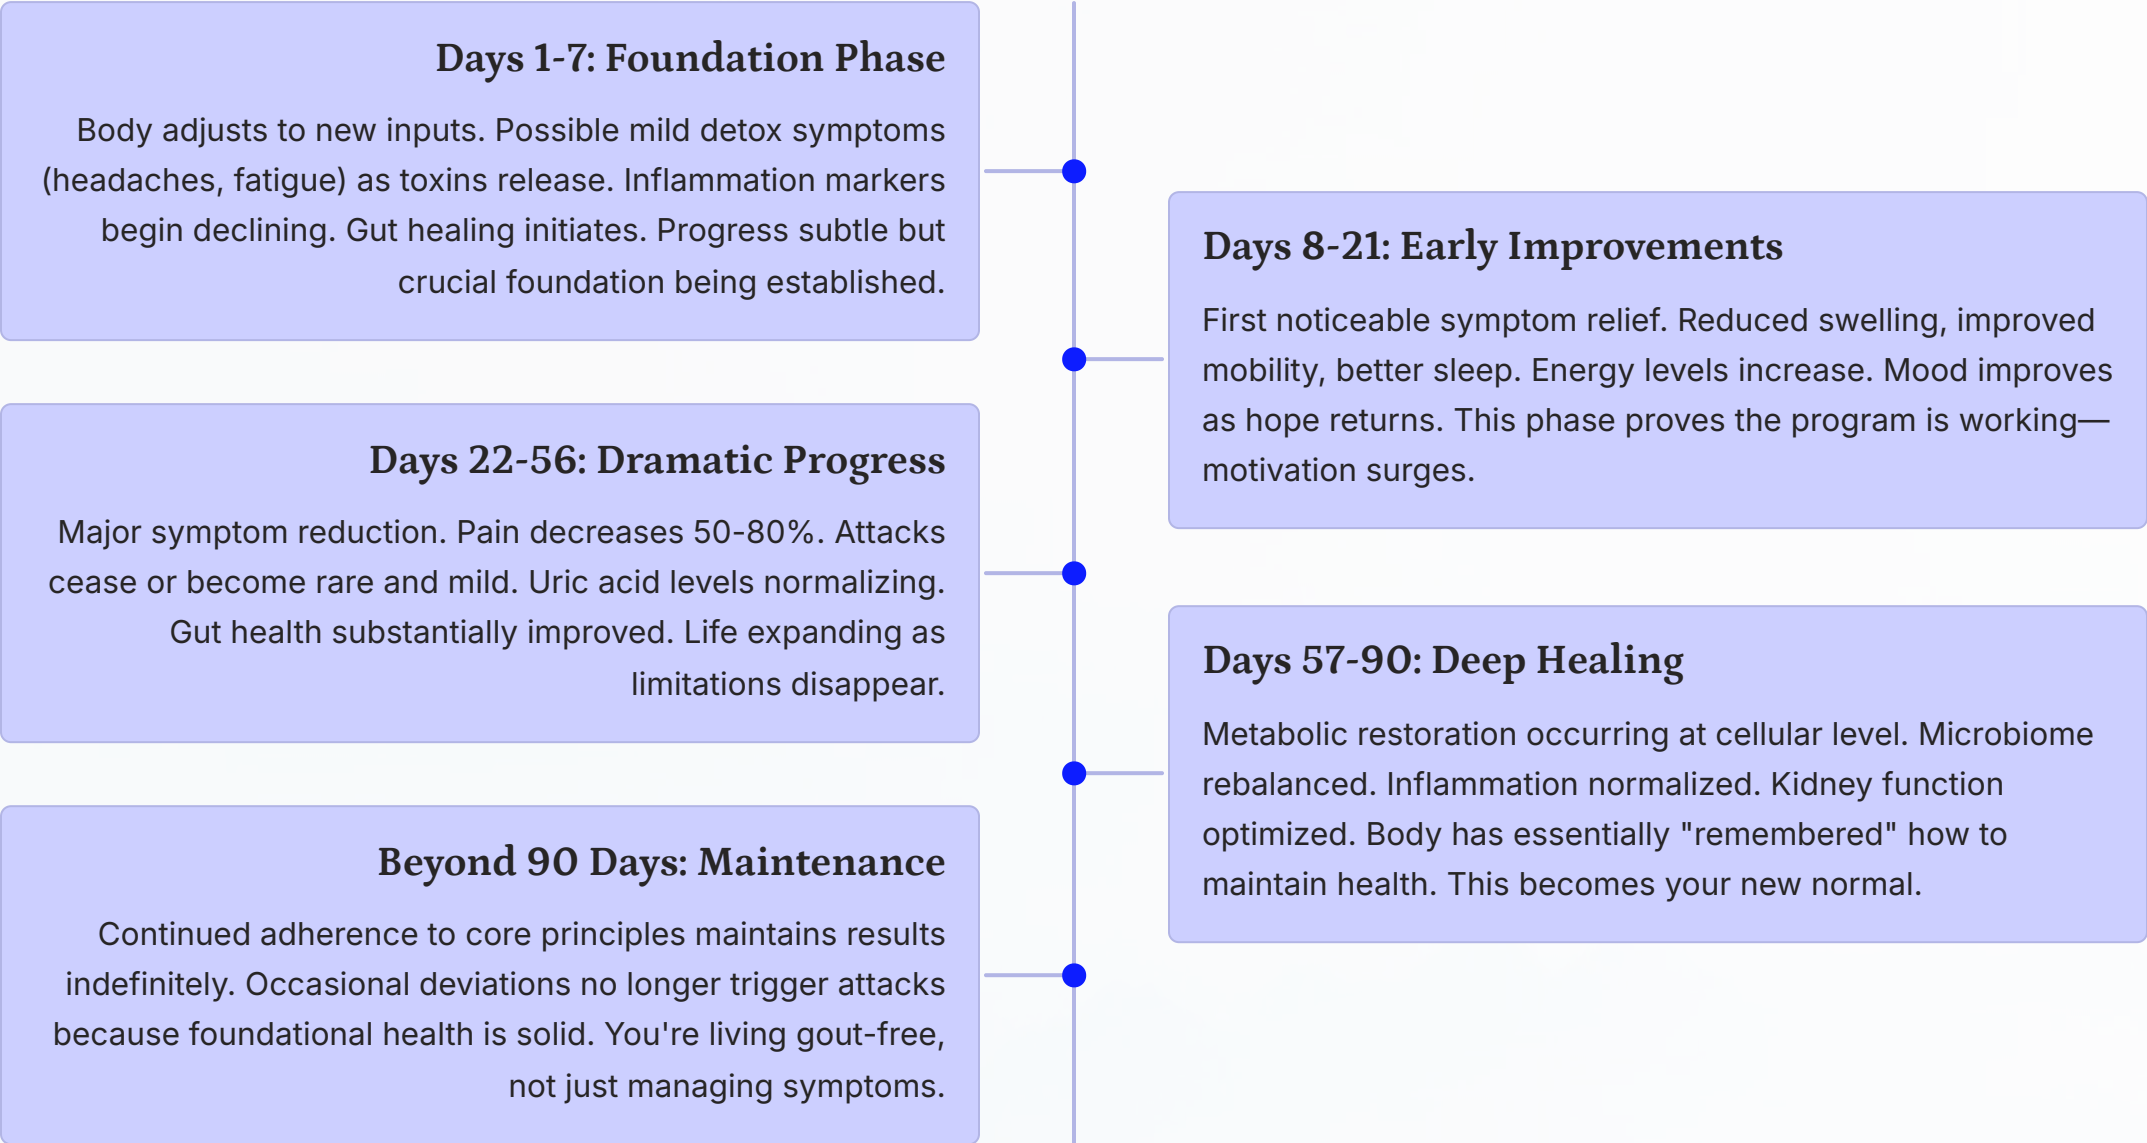 Days 1-7: Foundation Phase
Body adjusts to new inputs. Possible mild detox symptoms
(headaches, fatigue) as toxins release. Inflammation markers
begin declining. Gut healing initiates. Progress subtle but
crucial foundation being established.
Days 8-21: Early Improvements
First noticeable symptom relief. Reduced swelling, improved
mobility, better sleep. Energy levels increase. Mood improves
as hope returns. This phase proves the program is working—
motivation surges.
Days 22-56: Dramatic Progress
Major symptom reduction. Pain decreases 50-80%. Attacks
cease or become rare and mild. Uric acid levels normalizing.
Gut health substantially improved. Life expanding as
limitations disappear.
Days 57-90: Deep Healing
Metabolic restoration occurring at cellular level. Microbiome
rebalanced. Inflammation normalized. Kidney function
optimized. Body has essentially "remembered" how to
maintain health. This becomes your new normal.
Beyond 90 Days: Maintenance
Continued adherence to core principles maintains results
indefinitely. Occasional deviations no longer trigger attacks
because foundational health is solid. You're living gout-free,
not just managing symptoms.